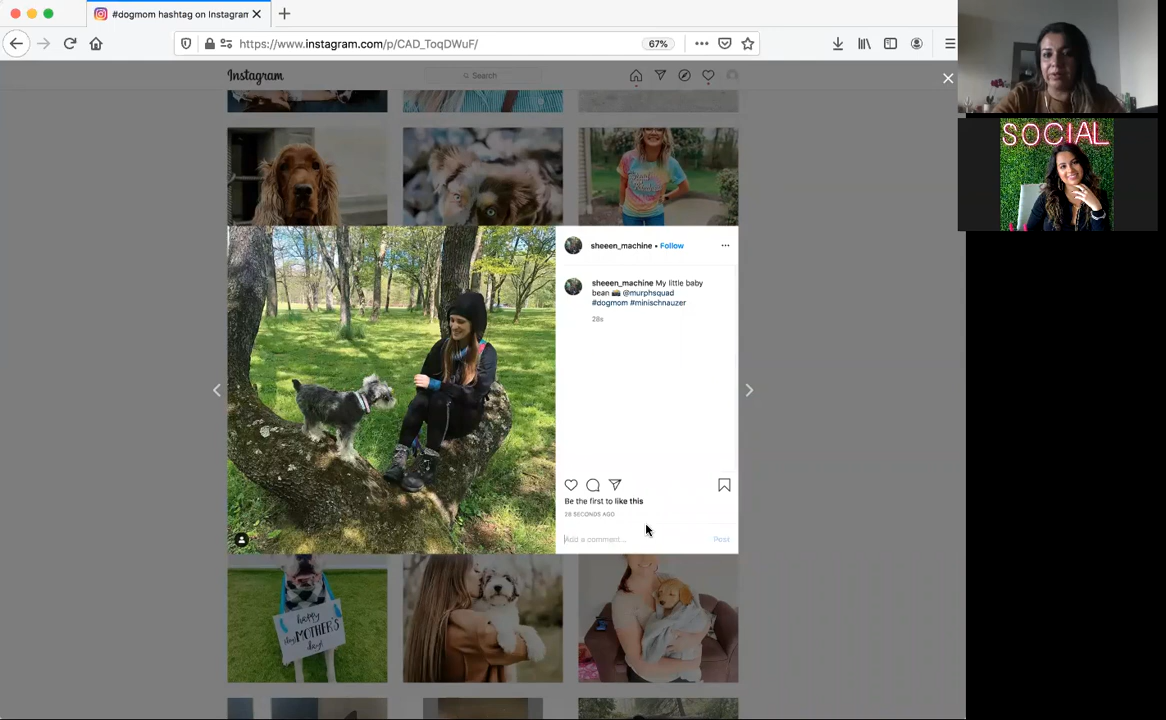 #dogmom hashtag on Instagram
https://www.instagram.com/p/CAD_ToqDWuF/
67%
Instagram
Search
SOCIAL
sheeen_machine • Follow
sheeen_machine My little baby
bean @murphsquad
#dogmom #minischnauzer
28s
Be the first to like this
28 SECONDS AGO
Add a comment...
Post
happy
dog MOTHER'S
day!